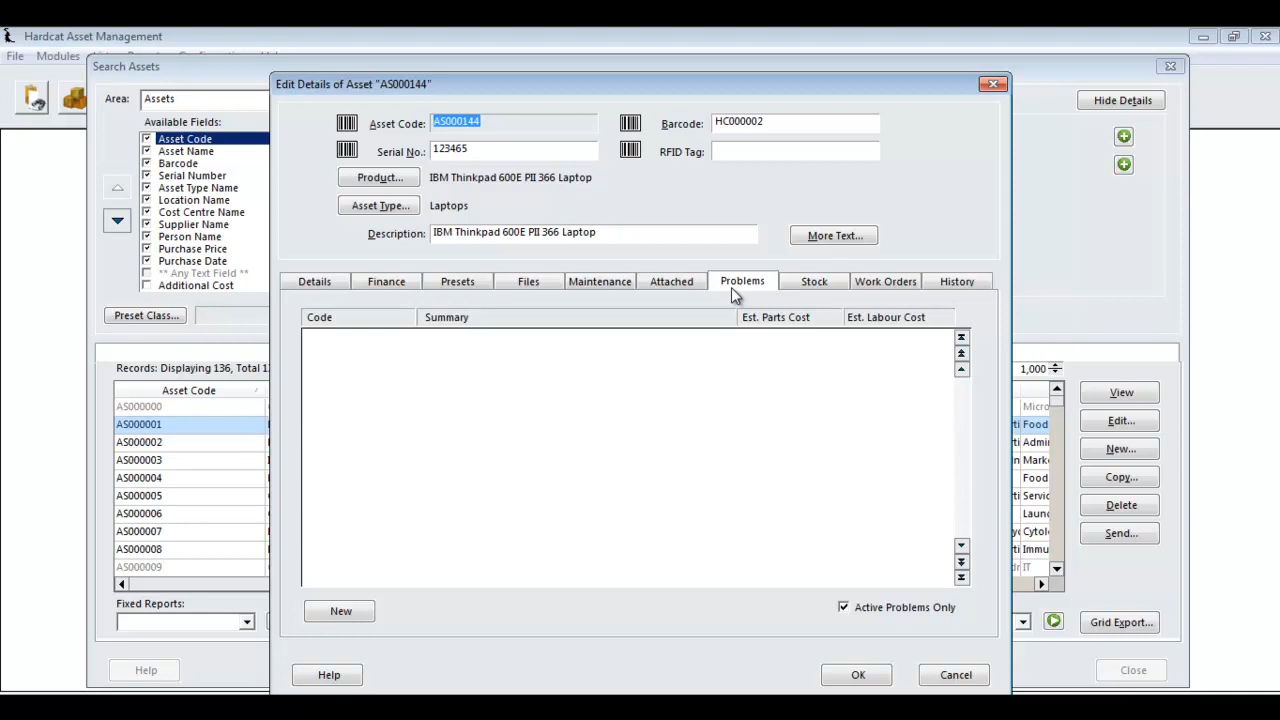 Hardcat Asset Management
File Modules
Search Assets
Area: Assets
Hide Details
Available Fields:
Asset Code
Asset Name
Barcode
Serial Number
Asset Type Name
Location Name
Cost Centre Name
Supplier Name
Person Name
Purchase Price
Purchase Date
** Any Text Field **
Additional Cost
Preset Class...
Records: Displaying 136, Total 1
1,000
Asset Code
AS000000
AS000001
AS000002
AS000003
AS000004
AS000005
AS000006
AS000007
AS000008
AS000009
Fixed Reports:
Help
Edit Details of Asset "AS000144"
Asset Code: AS000144 Barcode: HC000002
Serial No.: 123465 RFID Tag:
Product... IBM Thinkpad 600E PII 366 Laptop
Asset Type... Laptops
Description: IBM Thinkpad 600E PII 366 Laptop More Text...
Details Finance Presets Files Maintenance Attached Problems Stock Work Orders History
Code Summary Est. Parts Cost Est. Labour Cost
New Active Problems Only
Help OK Cancel
Micro
Food
Admi
Marke
Food
Servic
Laund
Cytol
Immu
IT
View
Edit...
New...
Copy...
Delete
Send...
Grid Export...
Close